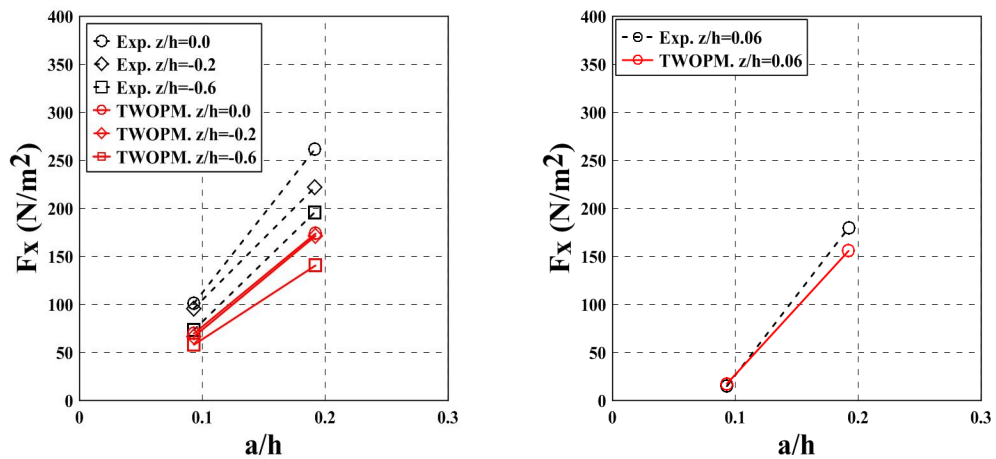 400
350
300
250
200
150
100
50
0
Fx (N/m²)
Exp. z/h=0.0
Exp. z/h=-0.2
Exp. z/h=-0.6
TWOPM. z/h=0.0
TWOPM. z/h=-0.2
TWOPM. z/h=-0.6
0 0.1 0.2 0.3
a/h
400
350
300
250
200
150
100
50
0
Fx (N/m²)
Exp. z/h=0.06
TWOPM. z/h=0.06
0 0.1 0.2 0.3
a/h